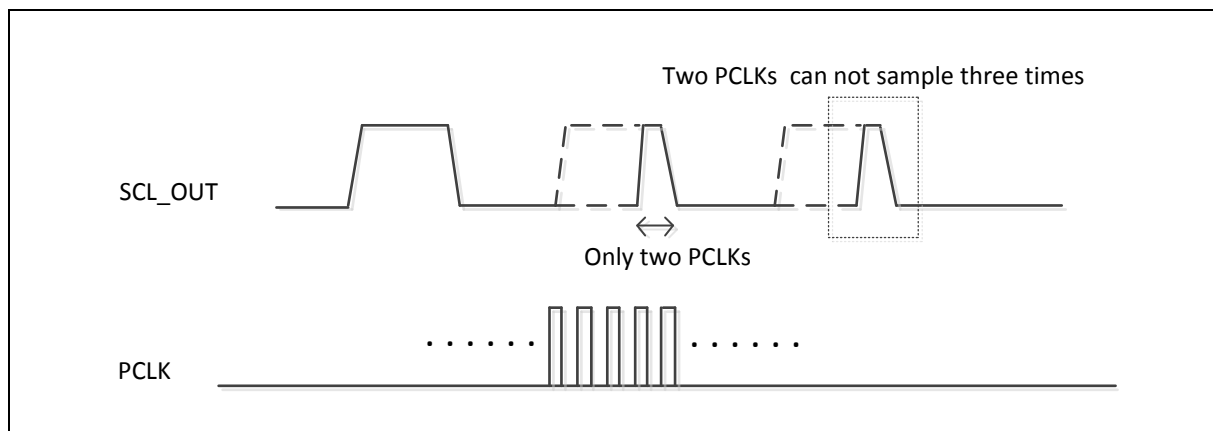 Two PCLKs can not sample three times
SCL_OUT
Only two PCLKs
. . . . . .
. . . . . .
PCLK